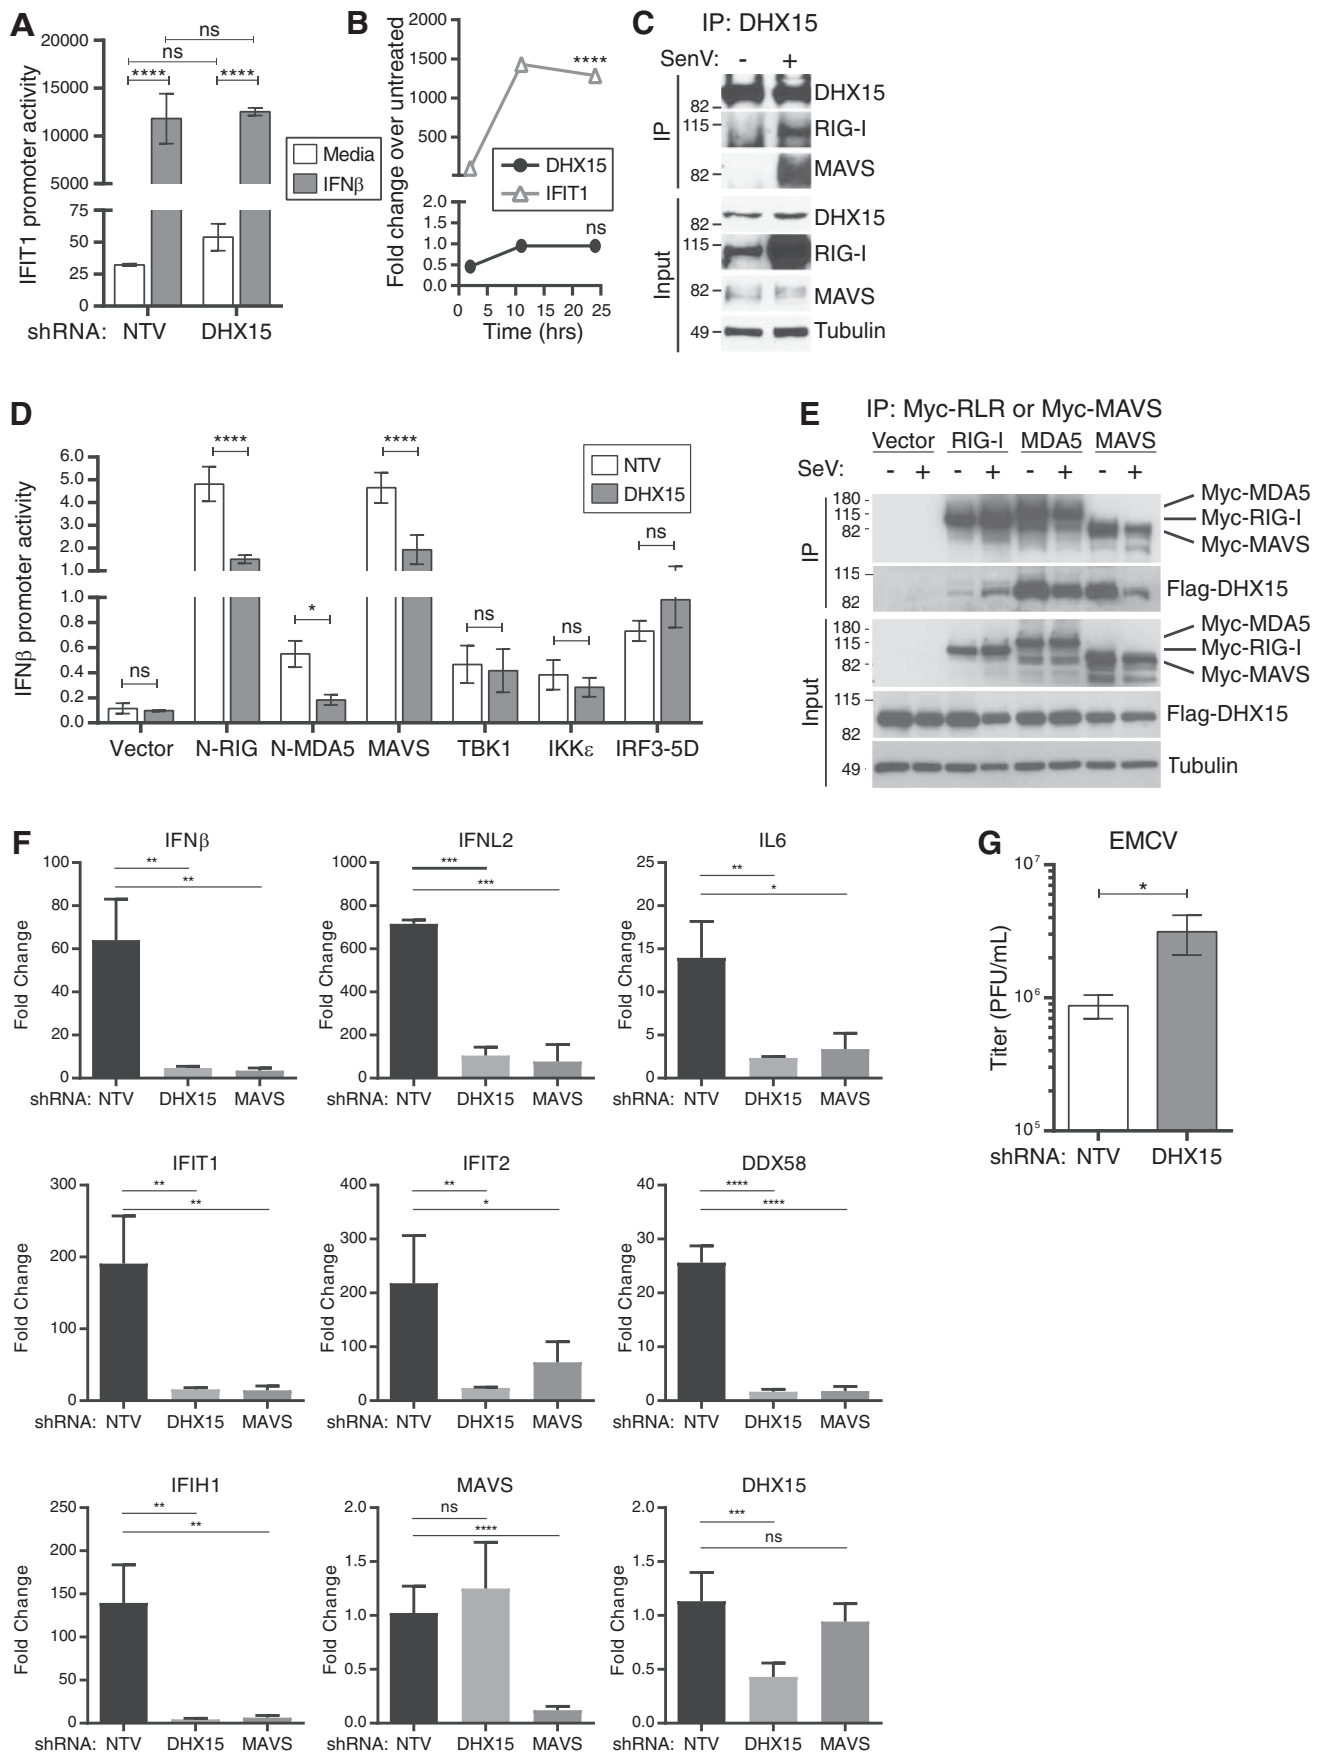 A
IFIT1 promoter activity
20000
15000
10000
5000
75
50
25
0
ns
ns
**** ****
Media
IFNβ
shRNA: NTV DHX15
B
Fold change over untreated
2000
1500
1000
500
2.0
1.5
1.0
0.5
0.0
****
DHX15
IFIT1
ns
0 5 10 15 20 25
Time (hrs)
C
IP: DHX15
SenV: - +
IP
82 DHX15
115 RIG-I
82 MAVS
Input
82 DHX15
115 RIG-I
82 MAVS
49 Tubulin
D
IFNβ promoter activity
6.0
5.0
4.0
3.0
2.0
1.0
1.0
0.8
0.6
0.4
0.2
0.0
ns **** * **** ns ns ns
NTV
DHX15
Vector N-RIG N-MDA5 MAVS TBK1 IKKε IRF3-5D
E
IP: Myc-RLR or Myc-MAVS
Vector RIG-I MDA5 MAVS
SeV: - + - + - + - +
IP
180
115
82
Myc-MDA5
Myc-RIG-I
Myc-MAVS
115
82
Flag-DHX15
Input
180
115
82
Myc-MDA5
Myc-RIG-I
Myc-MAVS
115
82
Flag-DHX15
49 Tubulin
F
IFNβ
Fold Change
100
80
60
40
20
0
**
**
shRNA: NTV DHX15 MAVS
IFNL2
Fold Change
1000
800
600
400
200
0
***
***
shRNA: NTV DHX15 MAVS
IL6
Fold Change
25
20
15
10
5
0
**
*
shRNA: NTV DHX15 MAVS
G
EMCV
Titer (PFU/mL)
10⁷
10⁶
10⁵
*
shRNA: NTV DHX15
IFIT1
Fold Change
300
200
100
0
**
**
shRNA: NTV DHX15 MAVS
IFIT2
Fold Change
400
300
200
100
0
**
*
shRNA: NTV DHX15 MAVS
DDX58
Fold Change
40
30
20
10
0
****
****
shRNA: NTV DHX15 MAVS
IFIH1
Fold Change
250
200
150
100
50
0
**
**
shRNA: NTV DHX15 MAVS
MAVS
Fold Change
2.0
1.5
1.0
0.5
0.0
ns
****
shRNA: NTV DHX15 MAVS
DHX15
Fold Change
2.0
1.5
1.0
0.5
0.0
***
ns
shRNA: NTV DHX15 MAVS